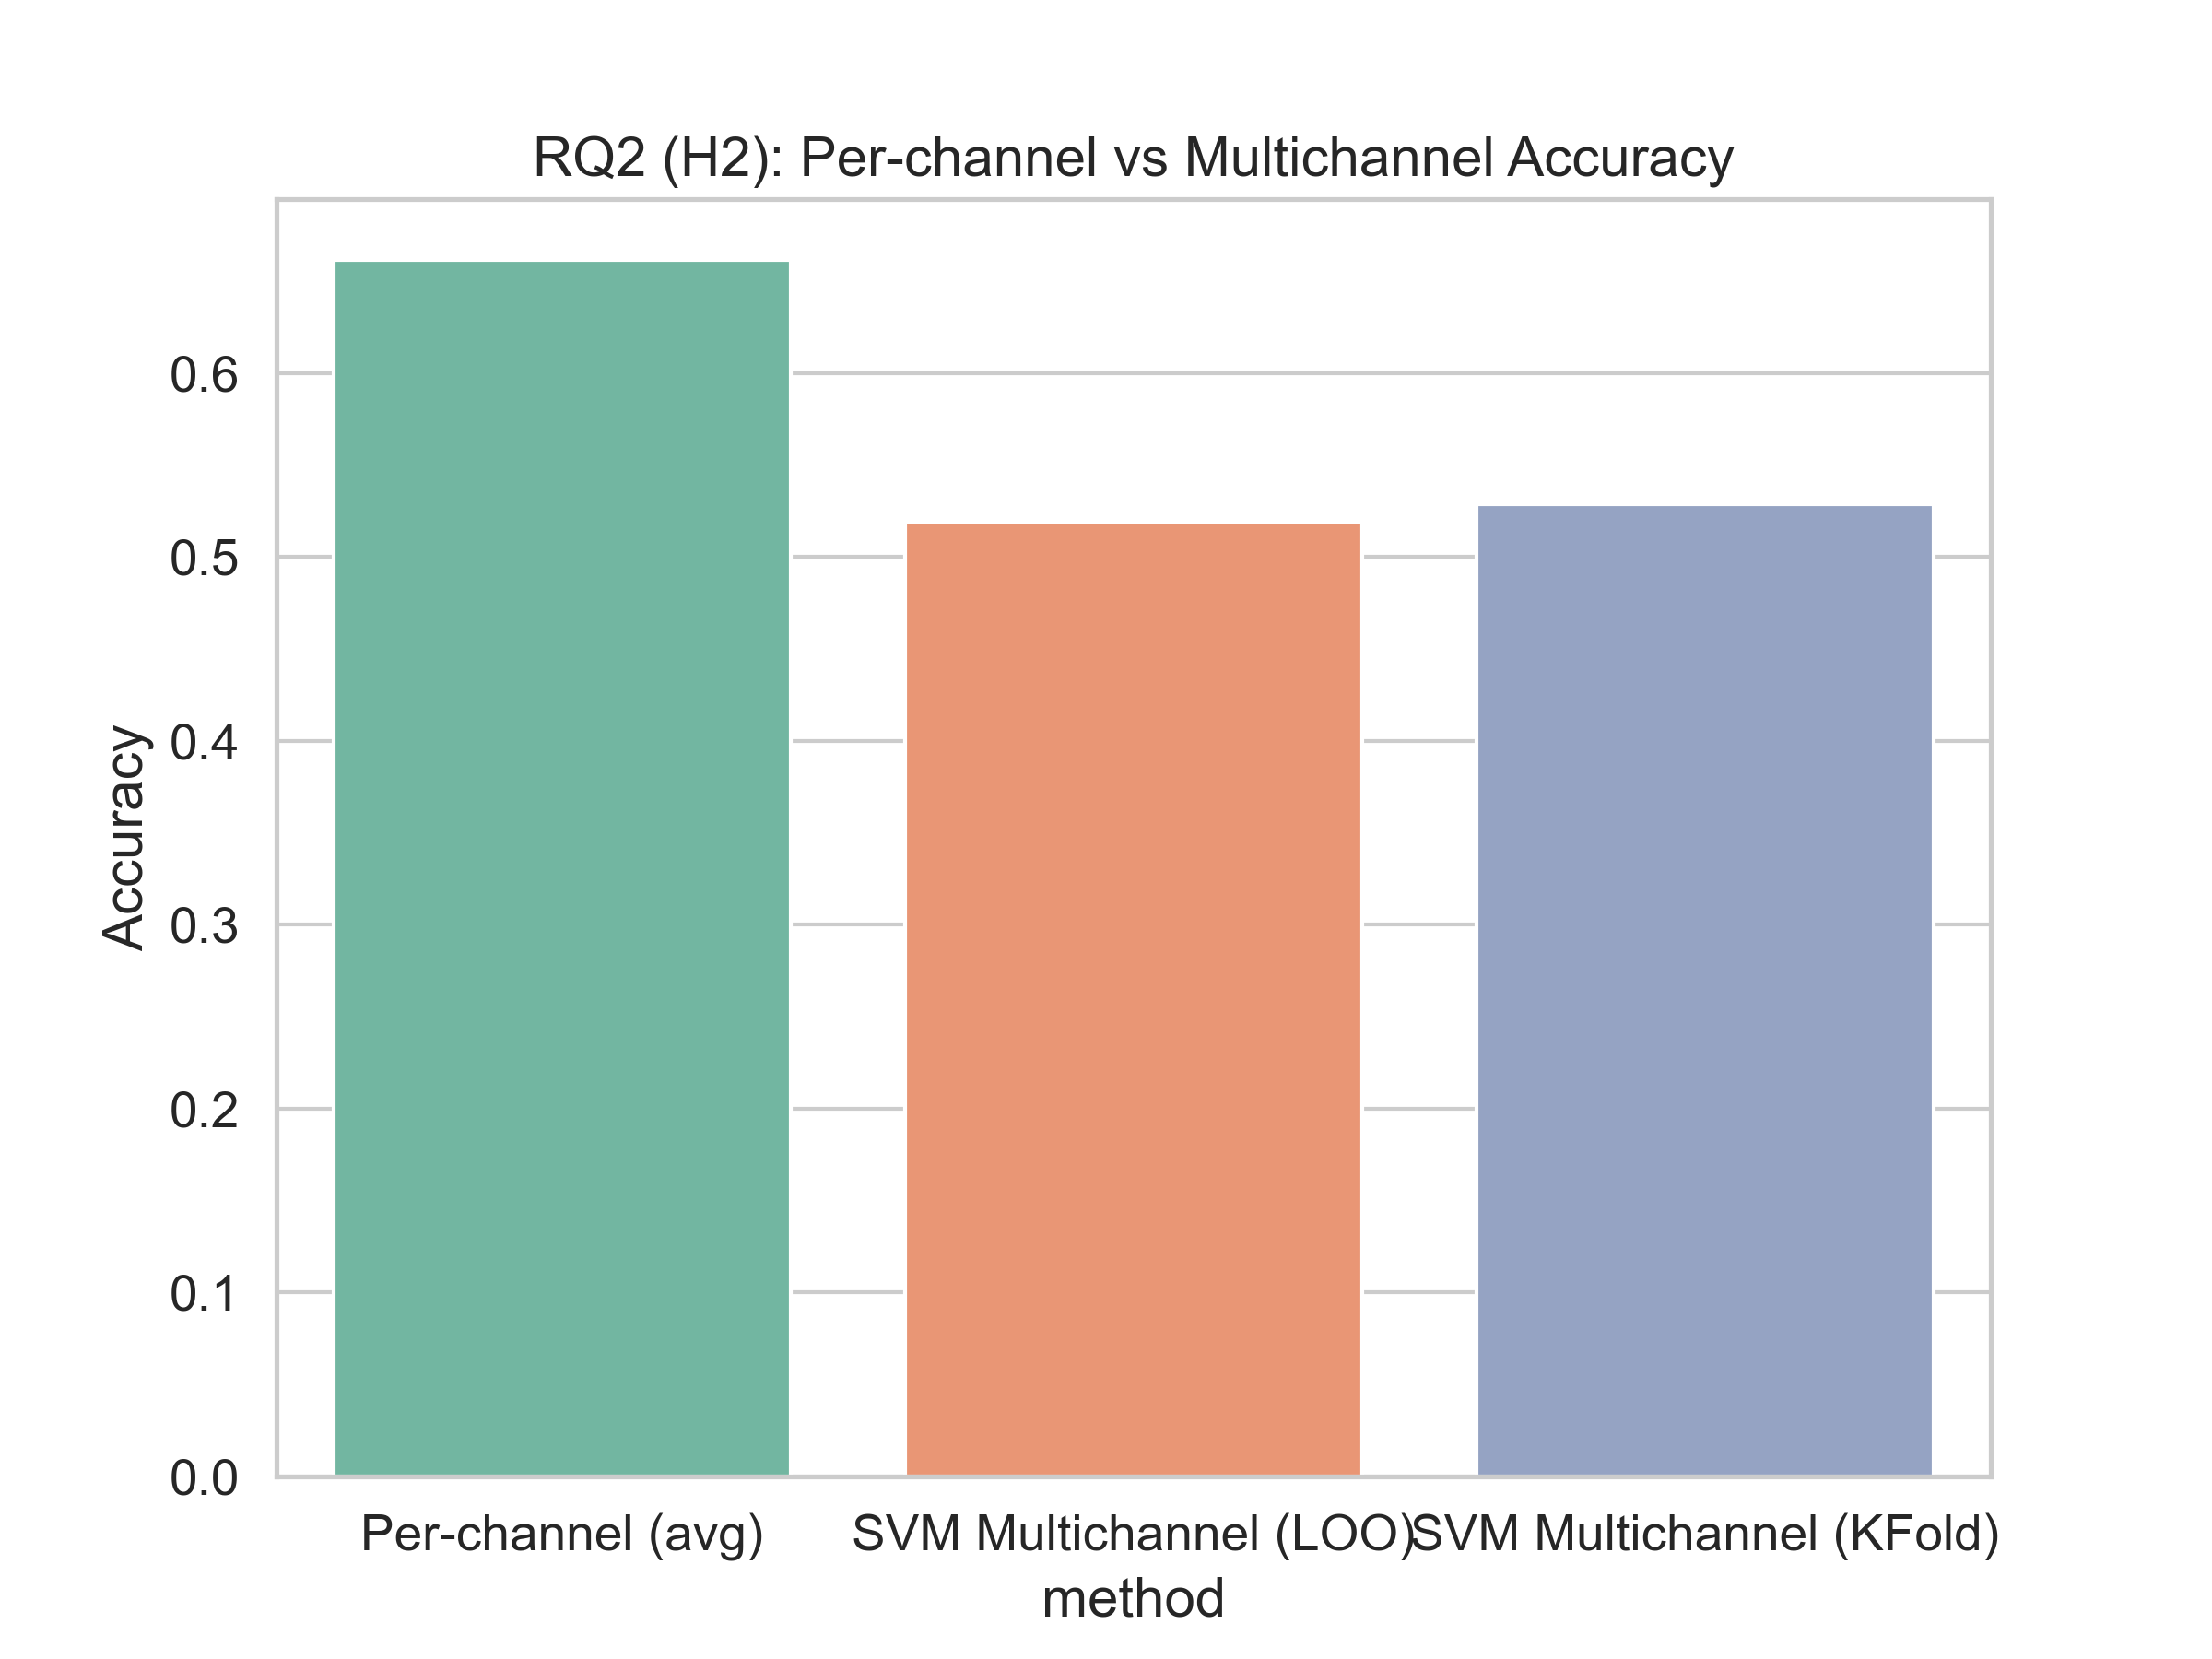 RQ2 (H2): Per-channel vs Multichannel Accuracy
Accuracy
0.6
0.5
0.4
0.3
0.2
0.1
0.0
Per-channel (avg)
SVM Multichannel (LOO)
SVM Multichannel (KFold)
method